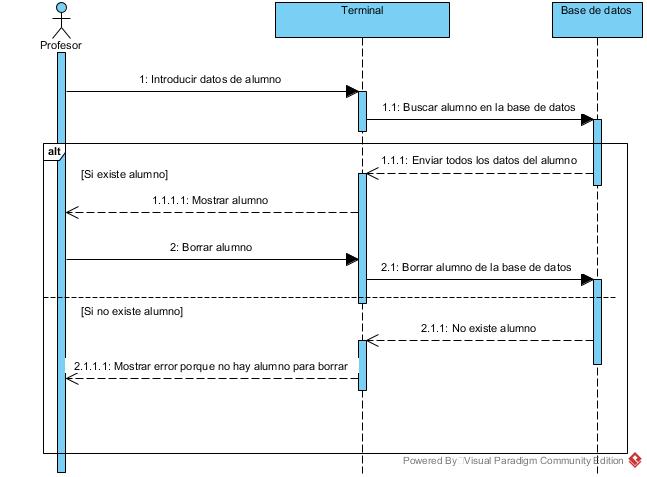 Profesor
Terminal
Base de datos
1: Introducir datos de alumno
1.1: Buscar alumno en la base de datos
alt
[Si existe alumno]
1.1.1: Enviar todos los datos del alumno
1.1.1.1: Mostrar alumno
2: Borrar alumno
2.1: Borrar alumno de la base de datos
[Si no existe alumno]
2.1.1: No existe alumno
2.1.1.1: Mostrar error porque no hay alumno para borrar
Powered By Visual Paradigm Community Edition